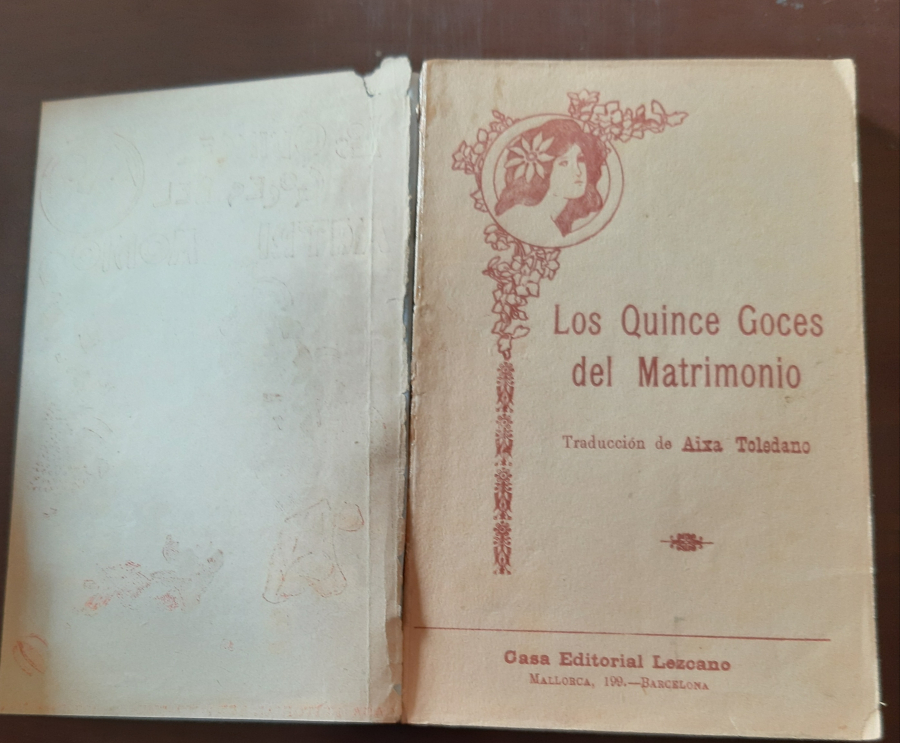 Los Quince Goces
del Matrimonio
Traducción de Aixa Toledano
Casa Editorial Lezcano
MALLORCA, 199.—BARCELONA